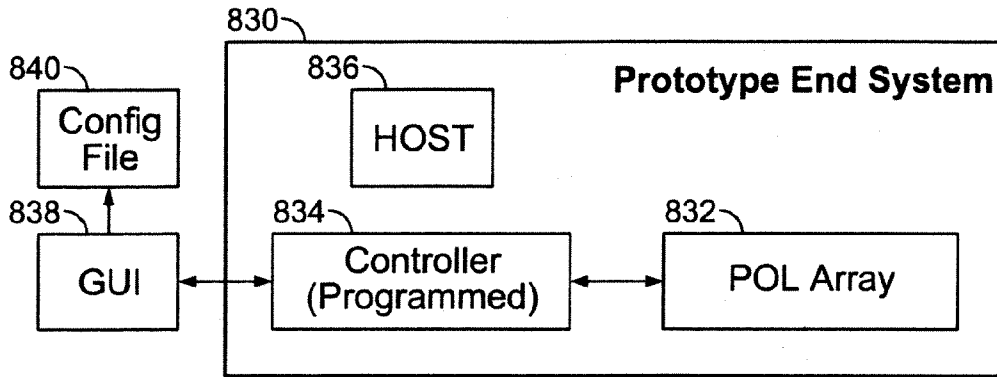 830
840
836
Prototype End System
Config
File
HOST
838
834
832
GUI
Controller
(Programmed)
POL Array